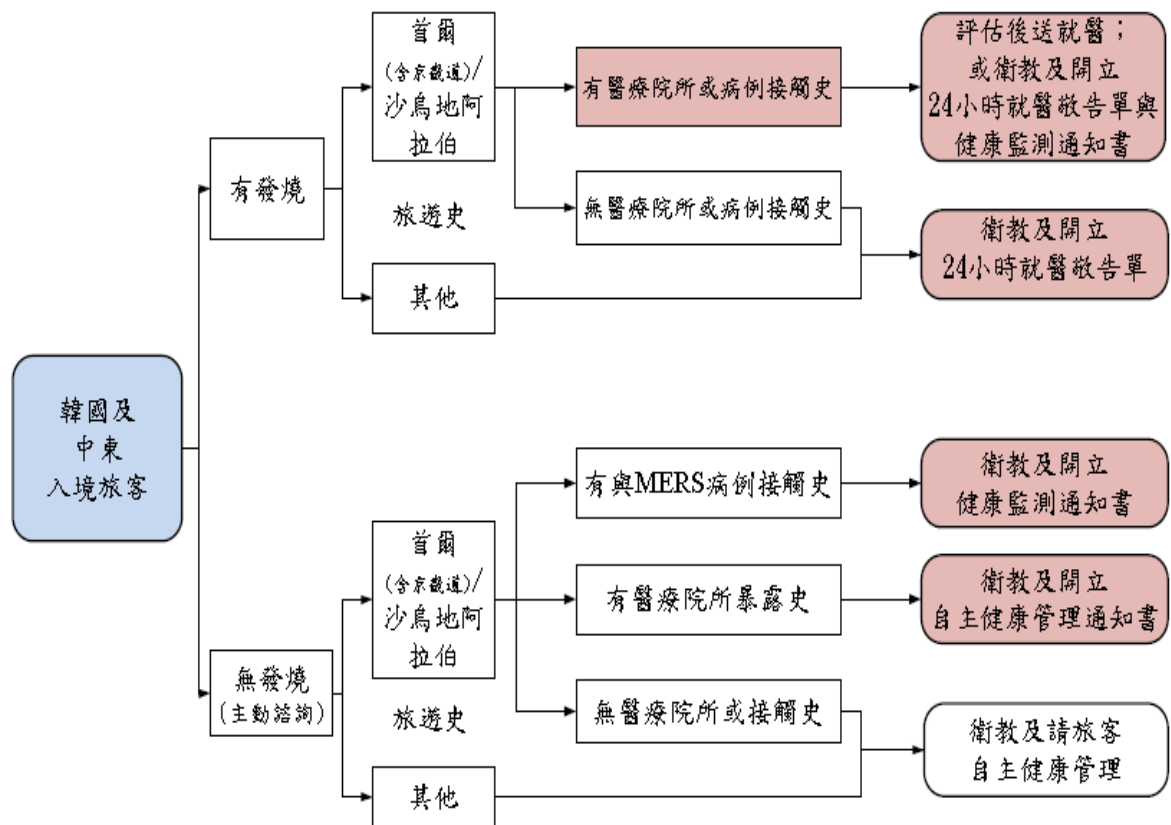 韓國及
中東
入境旅客
有發燒
首爾
(含京畿道)/
沙烏地阿
拉伯
旅遊史
其他
有醫療院所或病例接觸史
無醫療院所或病例接觸史
評估後送就醫；
或衛教及開立
24小時就醫敬告單與
健康監測通知書
衛教及開立
24小時就醫敬告單
無發燒
(主動諮詢)
首爾
(含京畿道)/
沙烏地阿
拉伯
旅遊史
其他
有與MERS病例接觸史
有醫療院所暴露史
無醫療院所或接觸史
衛教及開立
健康監測通知書
衛教及開立
自主健康管理通知書
衛教及請旅客
自主健康管理